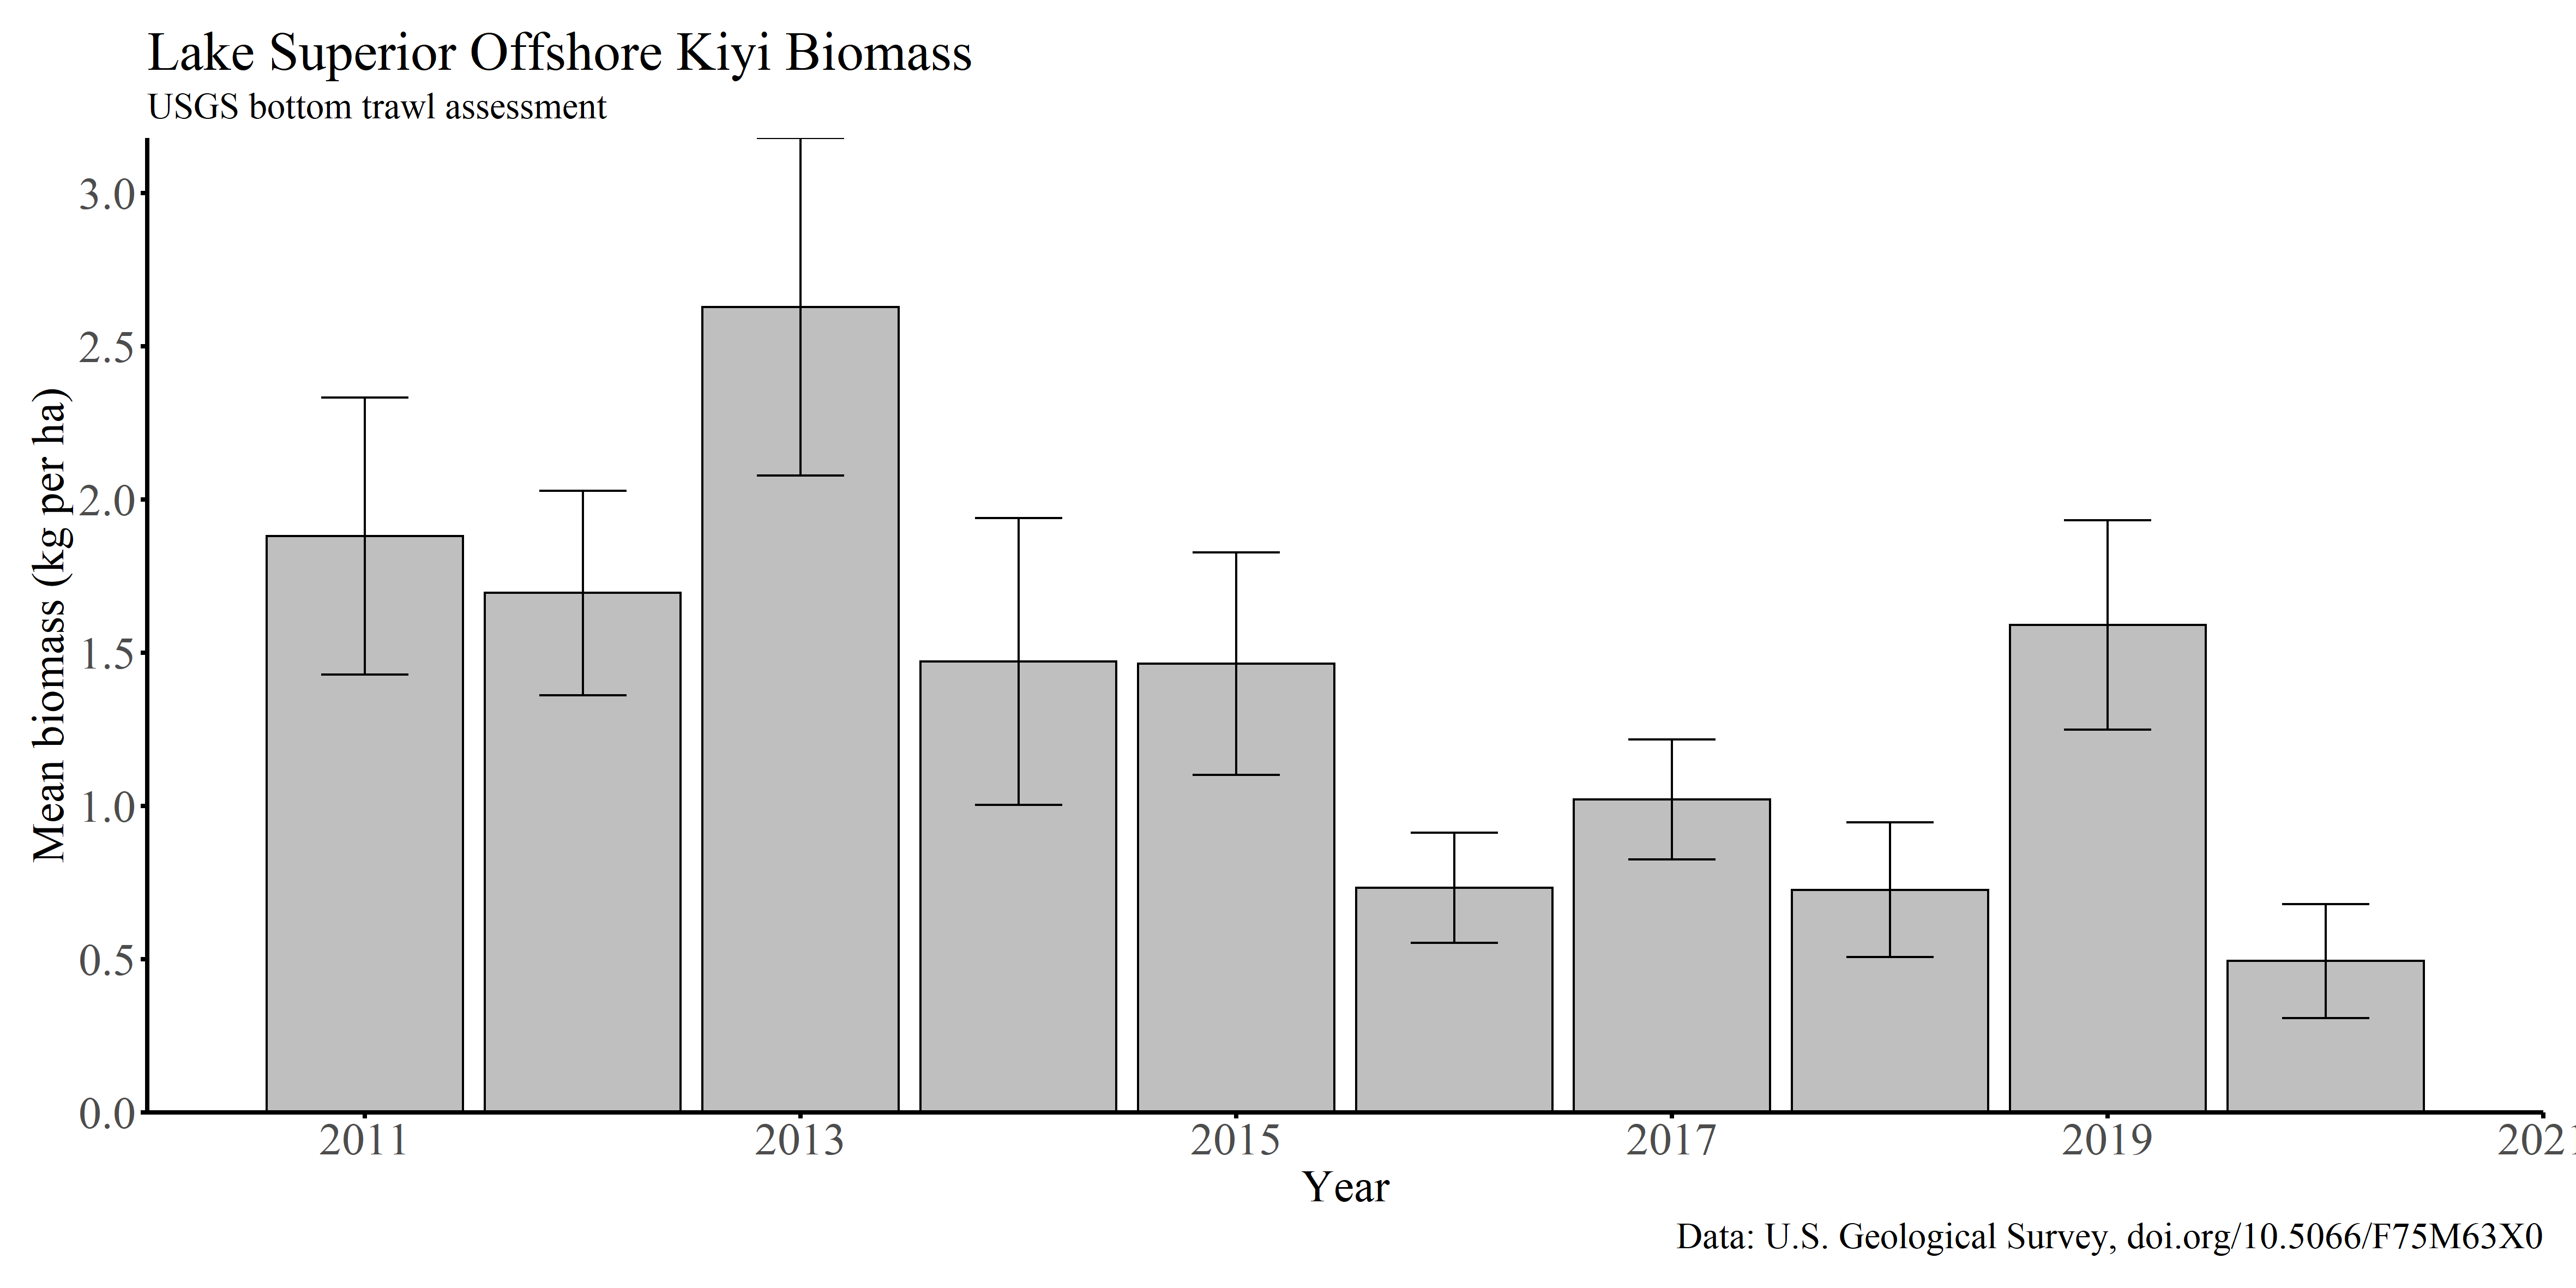 Lake Superior Offshore Kiyi Biomass
USGS bottom trawl assessment
Mean biomass (kg per ha)
3.0
2.5
2.0
1.5
1.0
0.5
0.0
2011 2013 2015 2017 2019 2021
Year
Data: U.S. Geological Survey, doi.org/10.5066/F75M63X0